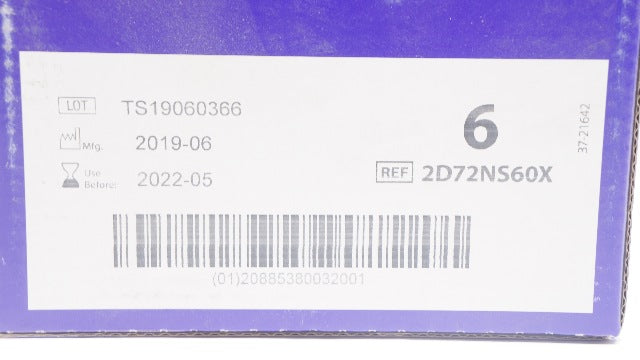 LOT TS19060366
Mfg. 2019-06
Use Before: 2022-05
6
REF 2D72NS60X
37-21642
(01)20885380032001